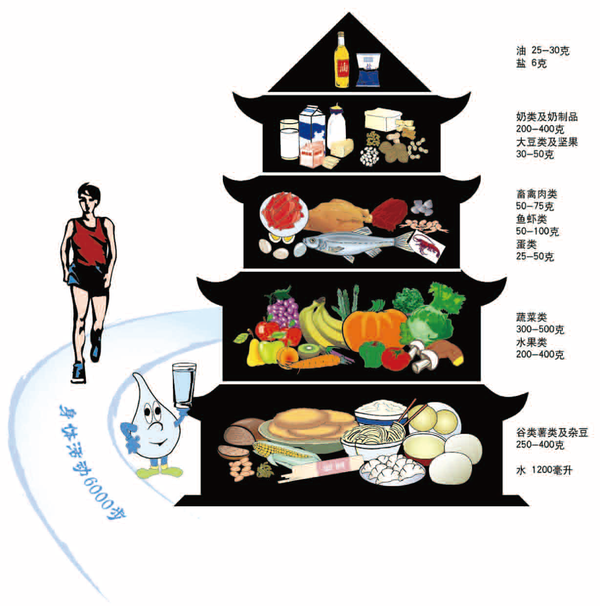 油 25-30克
盐 6克
奶类及奶制品
200-400克
大豆类及坚果
30-50克
畜禽肉类
50-75克
鱼虾类
50-100克
蛋类
25-50克
蔬菜类
300-500克
水果类
200-400克
谷类薯类及杂豆
250-400克
水 1200毫升
身体活动6000步
油